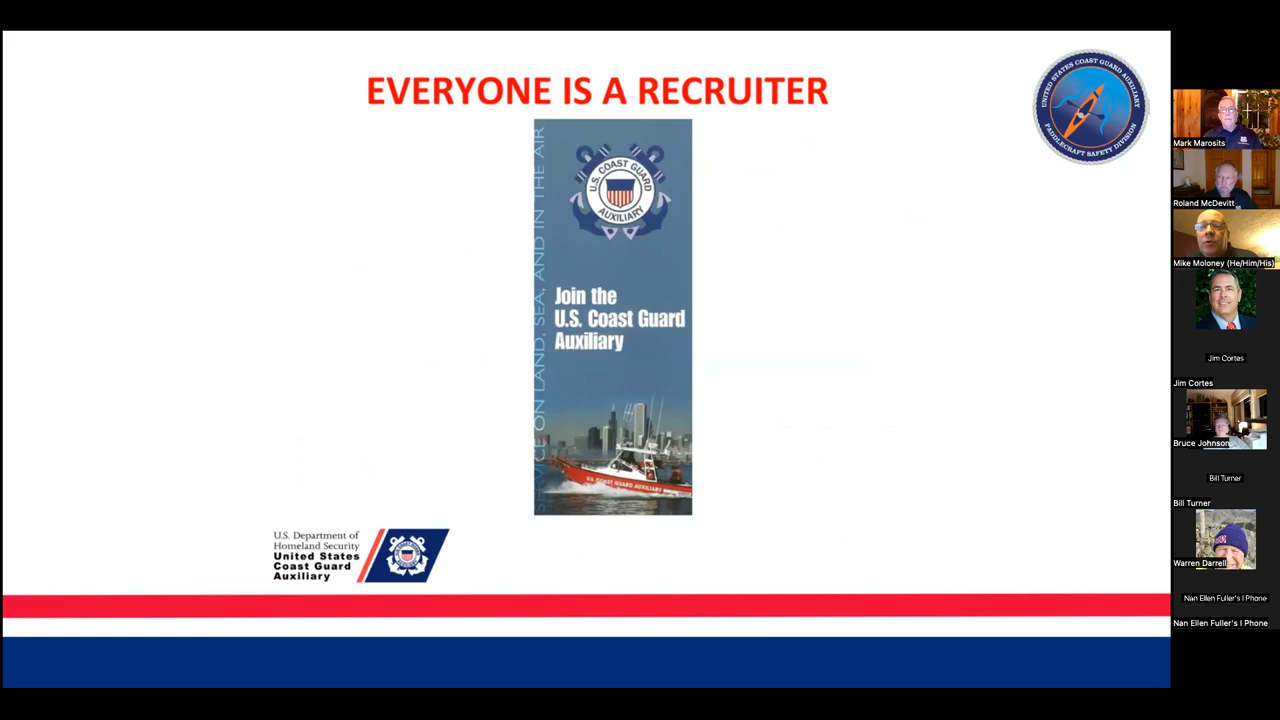 EVERYONE IS A RECRUITER
UNITED STATES COAST GUARD AUXILIARY
PADDLECRAFT SAFETY DIVISION
SERVICE ON LAND, SEA, AND IN THE AIR
U.S. COAST GUARD
AUXILIARY
Join the
U.S. Coast Guard
Auxiliary
U.S. COAST GUARD AUXILIARY
U.S. Department of
Homeland Security
United States
Coast Guard
Auxiliary
Mark Marosits
Roland McDevitt
Mike Moloney (He/Him/His)
Jim Cortes
Jim Cortes
Bruce Johnson
Bill Turner
Bill Turner
Warren Darrell
Nan Ellen Fuller's I Phone
Nan Ellen Fuller's I Phone